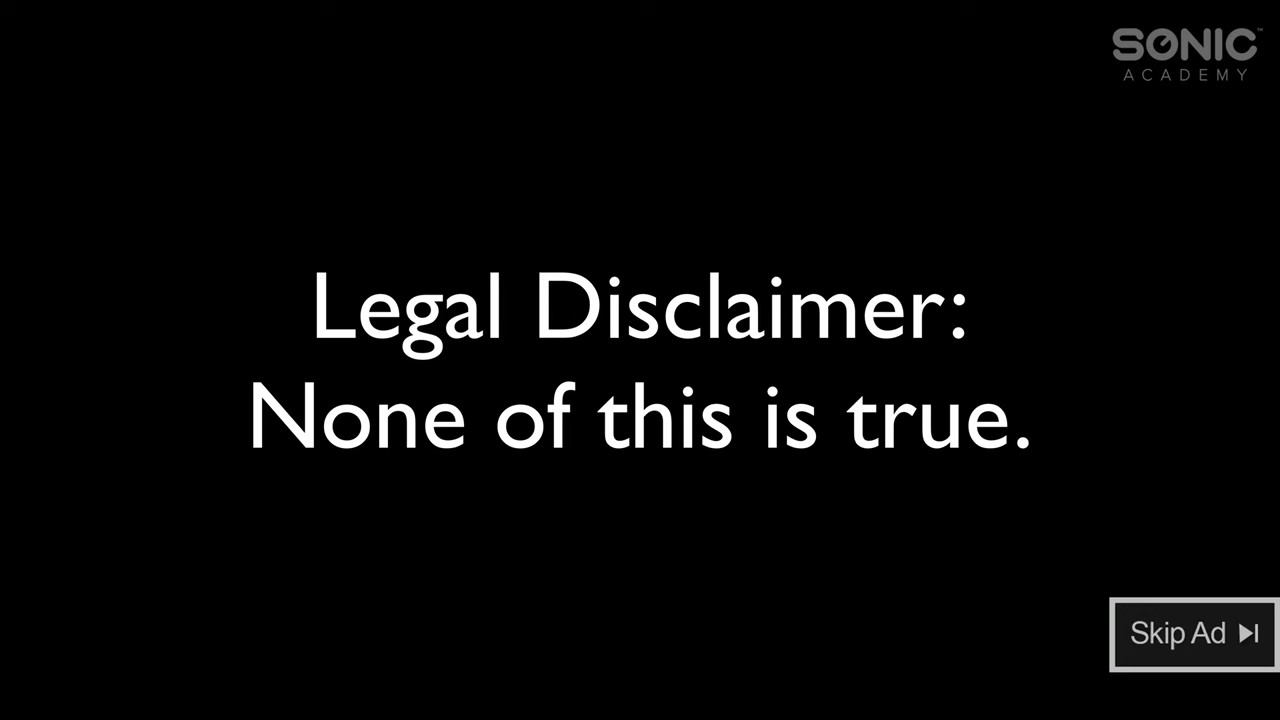 SONIC™
ACADEMY
Legal Disclaimer:
None of this is true.
Skip Ad